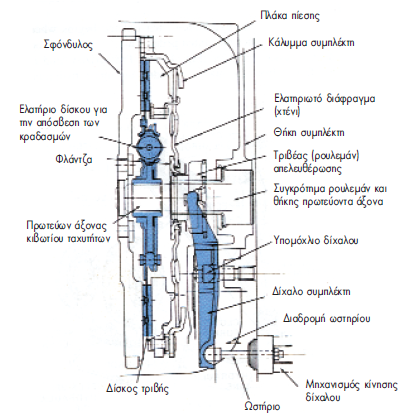 Πλάκα πίεσης
Σφόνδυλος
Κάλυμμα συμπλέκτη
Ελατήριο δίσκου για
την απόσβεση των
κραδασμών
Ελατηριωτό διάφραγμα
(χτένι)
Θήκη συμπλέκτη
Φλάντζα
Τριβέας (ρουλεμάν)
απελευθέρωσης
Συγκρότημα ρουλεμάν και
θήκης πρωτεύοντα άξονα
Πρωτεύων άξονας
κιβωτίου ταχυτήτων
Υπομόχλιο δίχαλου
Δίχαλο συμπλέκτη
Διαδρομή ωστηρίου
Δίσκος τριβής
Μηχανισμός κίνησης
δίχαλου
Ωστήριο